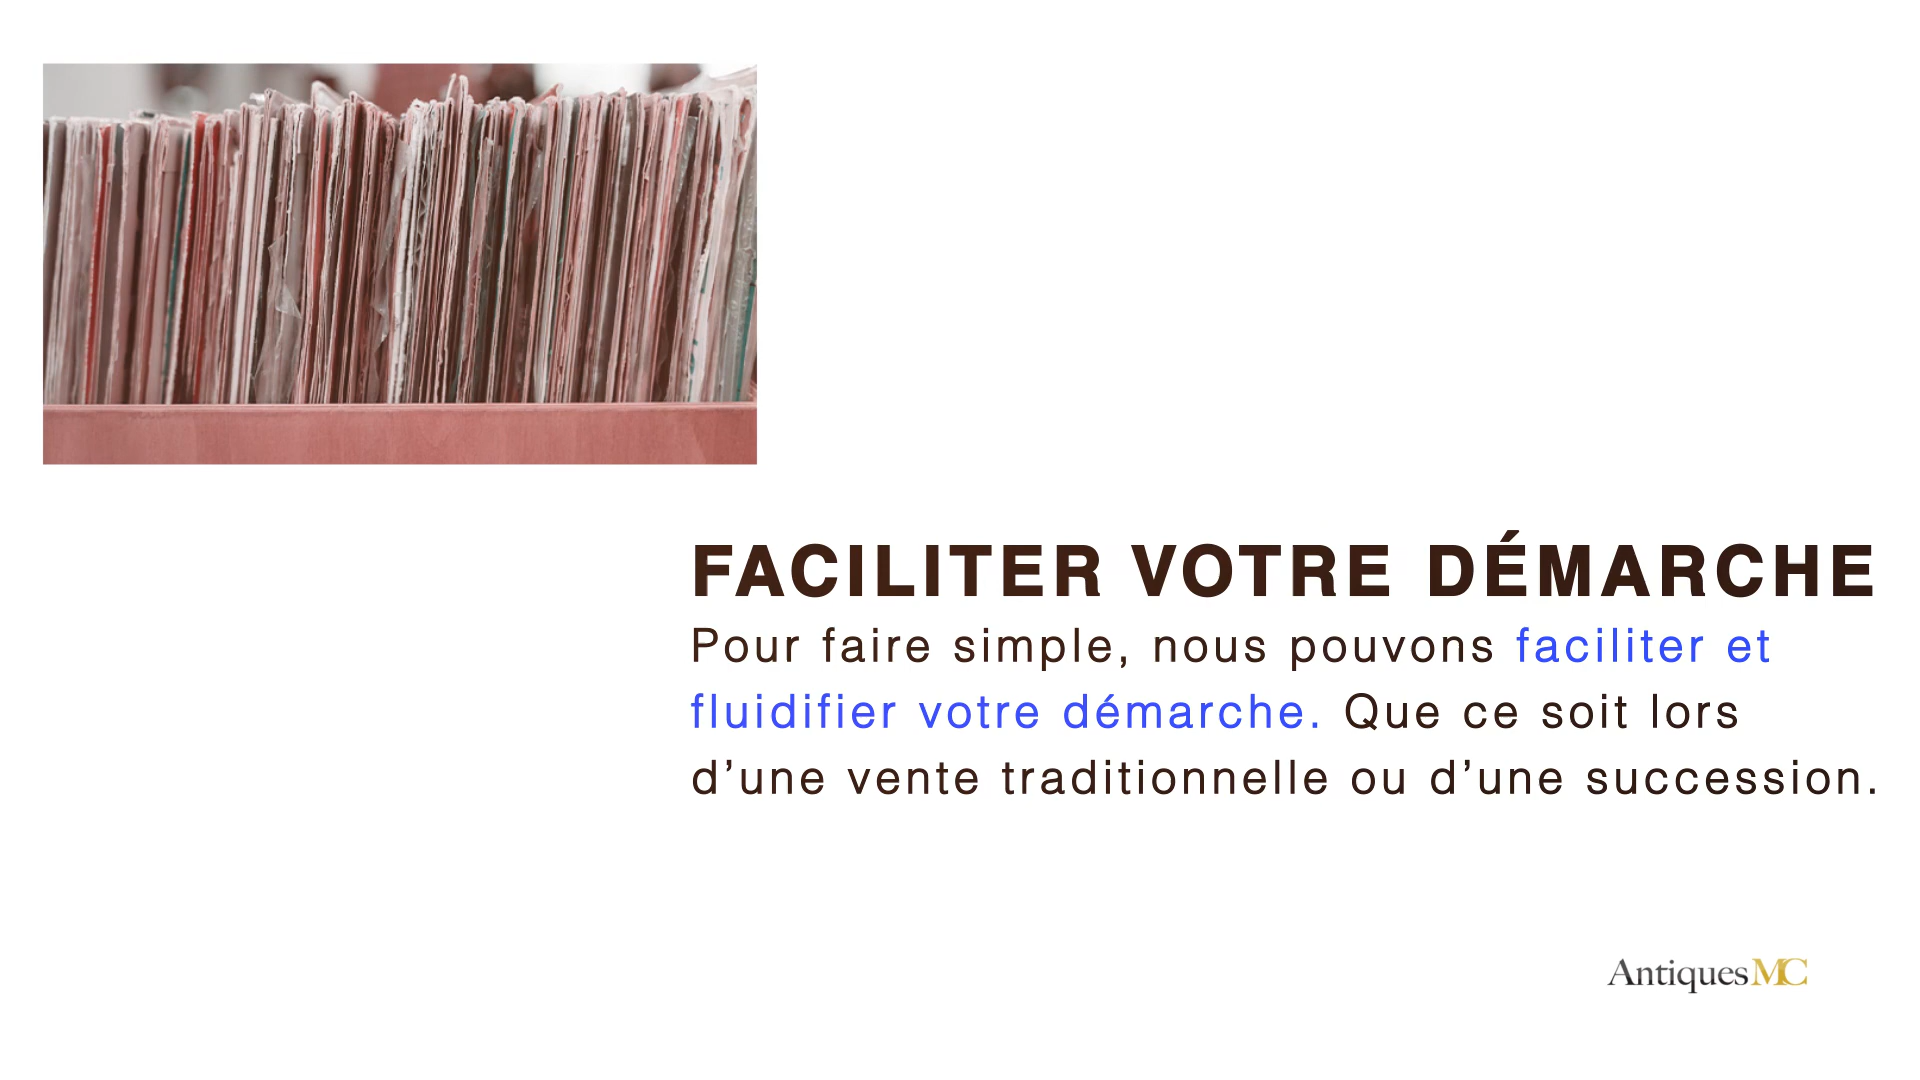 FACILITER VOTRE DÉMARCHE
Pour faire simple, nous pouvons faciliter et
fluidifier votre démarche. Que ce soit lors
d’une vente traditionnelle ou d’une succession.
AntiquesMC